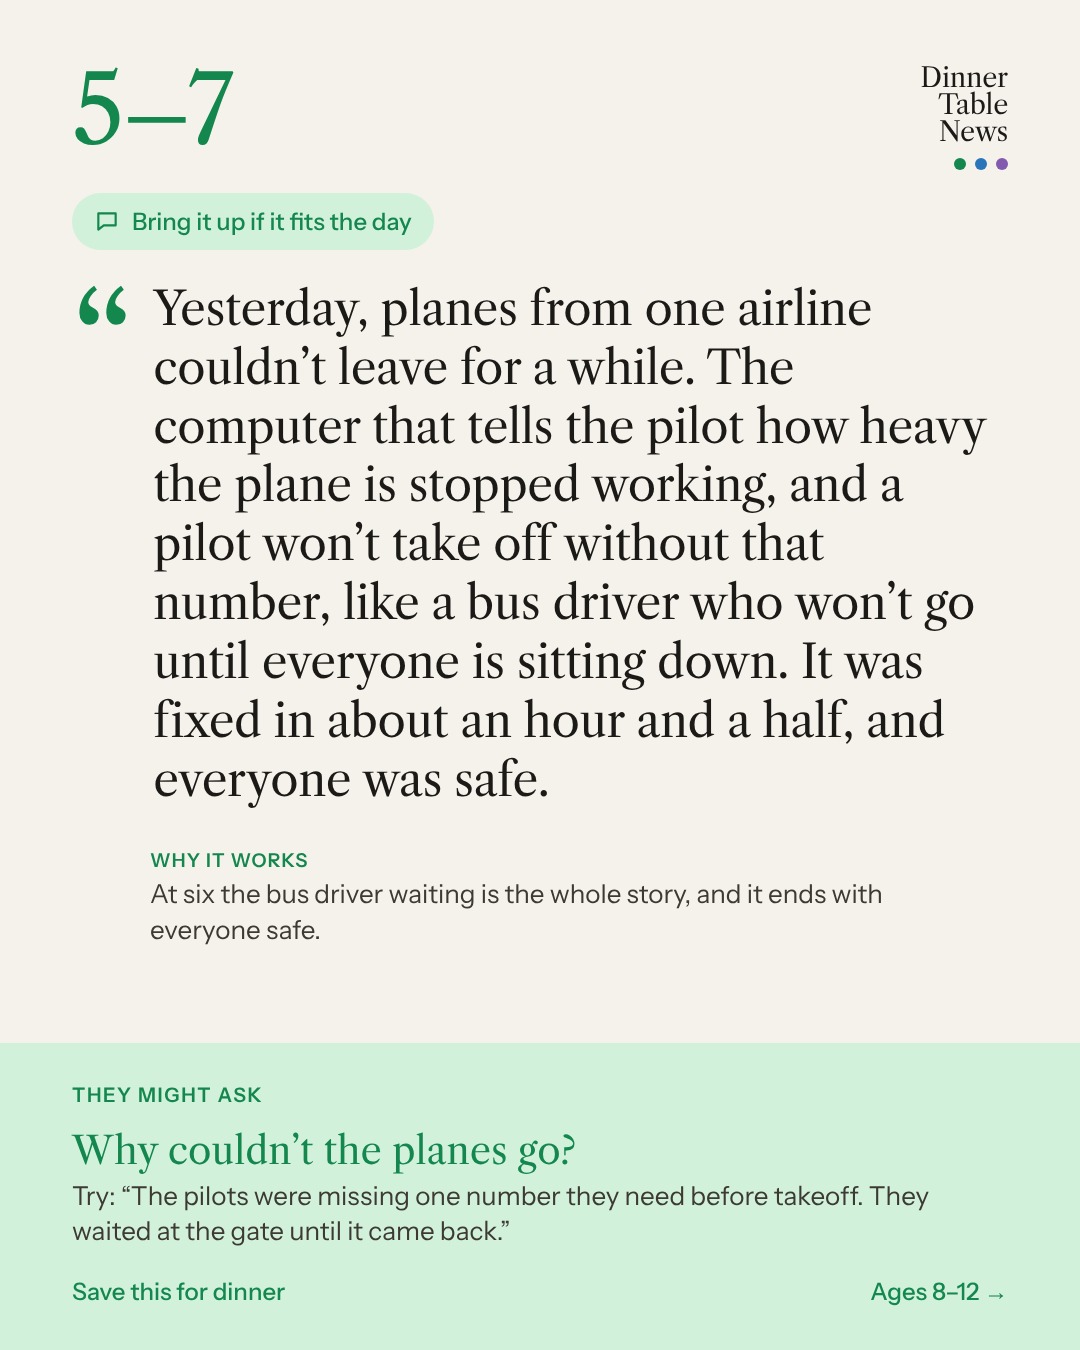 5–7
Dinner
Table
News
Bring it up if it fits the day
“Yesterday, planes from one airline
couldn’t leave for a while. The
computer that tells the pilot how heavy
the plane is stopped working, and a
pilot won’t take off without that
number, like a bus driver who won’t go
until everyone is sitting down. It was
fixed in about an hour and a half, and
everyone was safe.
WHY IT WORKS
At six the bus driver waiting is the whole story, and it ends with
everyone safe.
THEY MIGHT ASK
Why couldn’t the planes go?
Try: “The pilots were missing one number they need before takeoff. They
waited at the gate until it came back.”
Save this for dinner
Ages 8–12 →